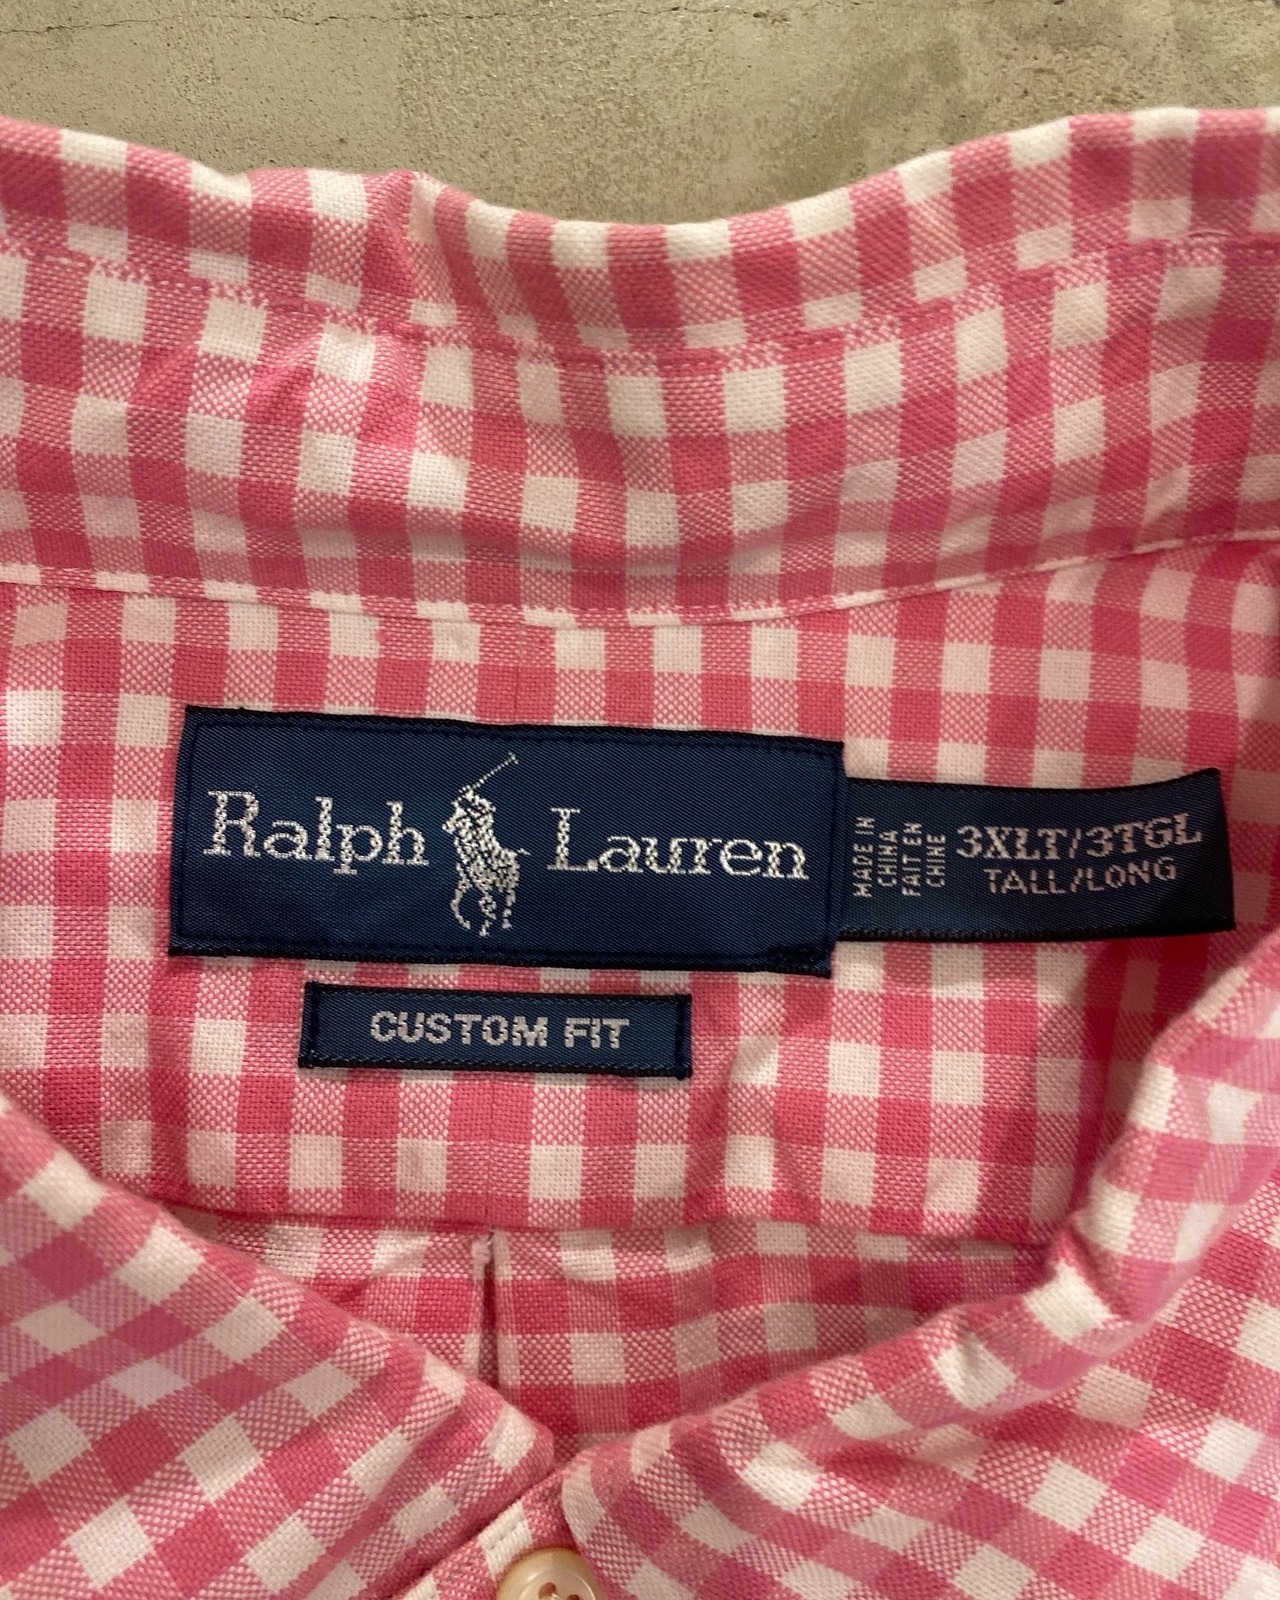 Ralph Lauren
MADE IN
CHINA
FAIT EN
CHINE
3XLT/3TGL
TALL/LONG
CUSTOM FIT